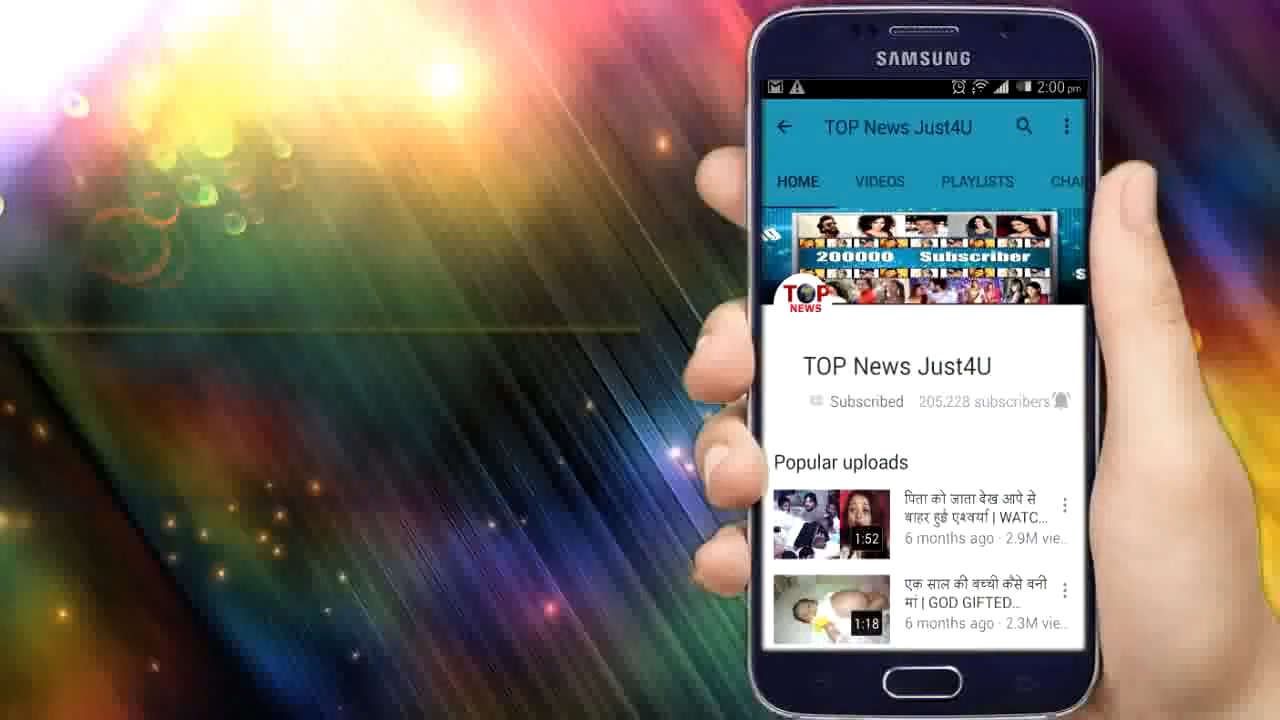 SAMSUNG
2:00 pm
TOP News Just4U
HOME VIDEOS PLAYLISTS CHA
200000 Subscriber
TOP
NEWS
TOP News Just4U
Subscribed 205,228 subscribers
Popular uploads
पिता को जाता देख आपे से
बाहर हुई एश्वर्या | WATC...
1:52
6 months ago · 2.9M vie..
एक साल की बच्ची कैसे बनी
मां | GOD GIFTED...
1:18
6 months ago · 2.3M vie..